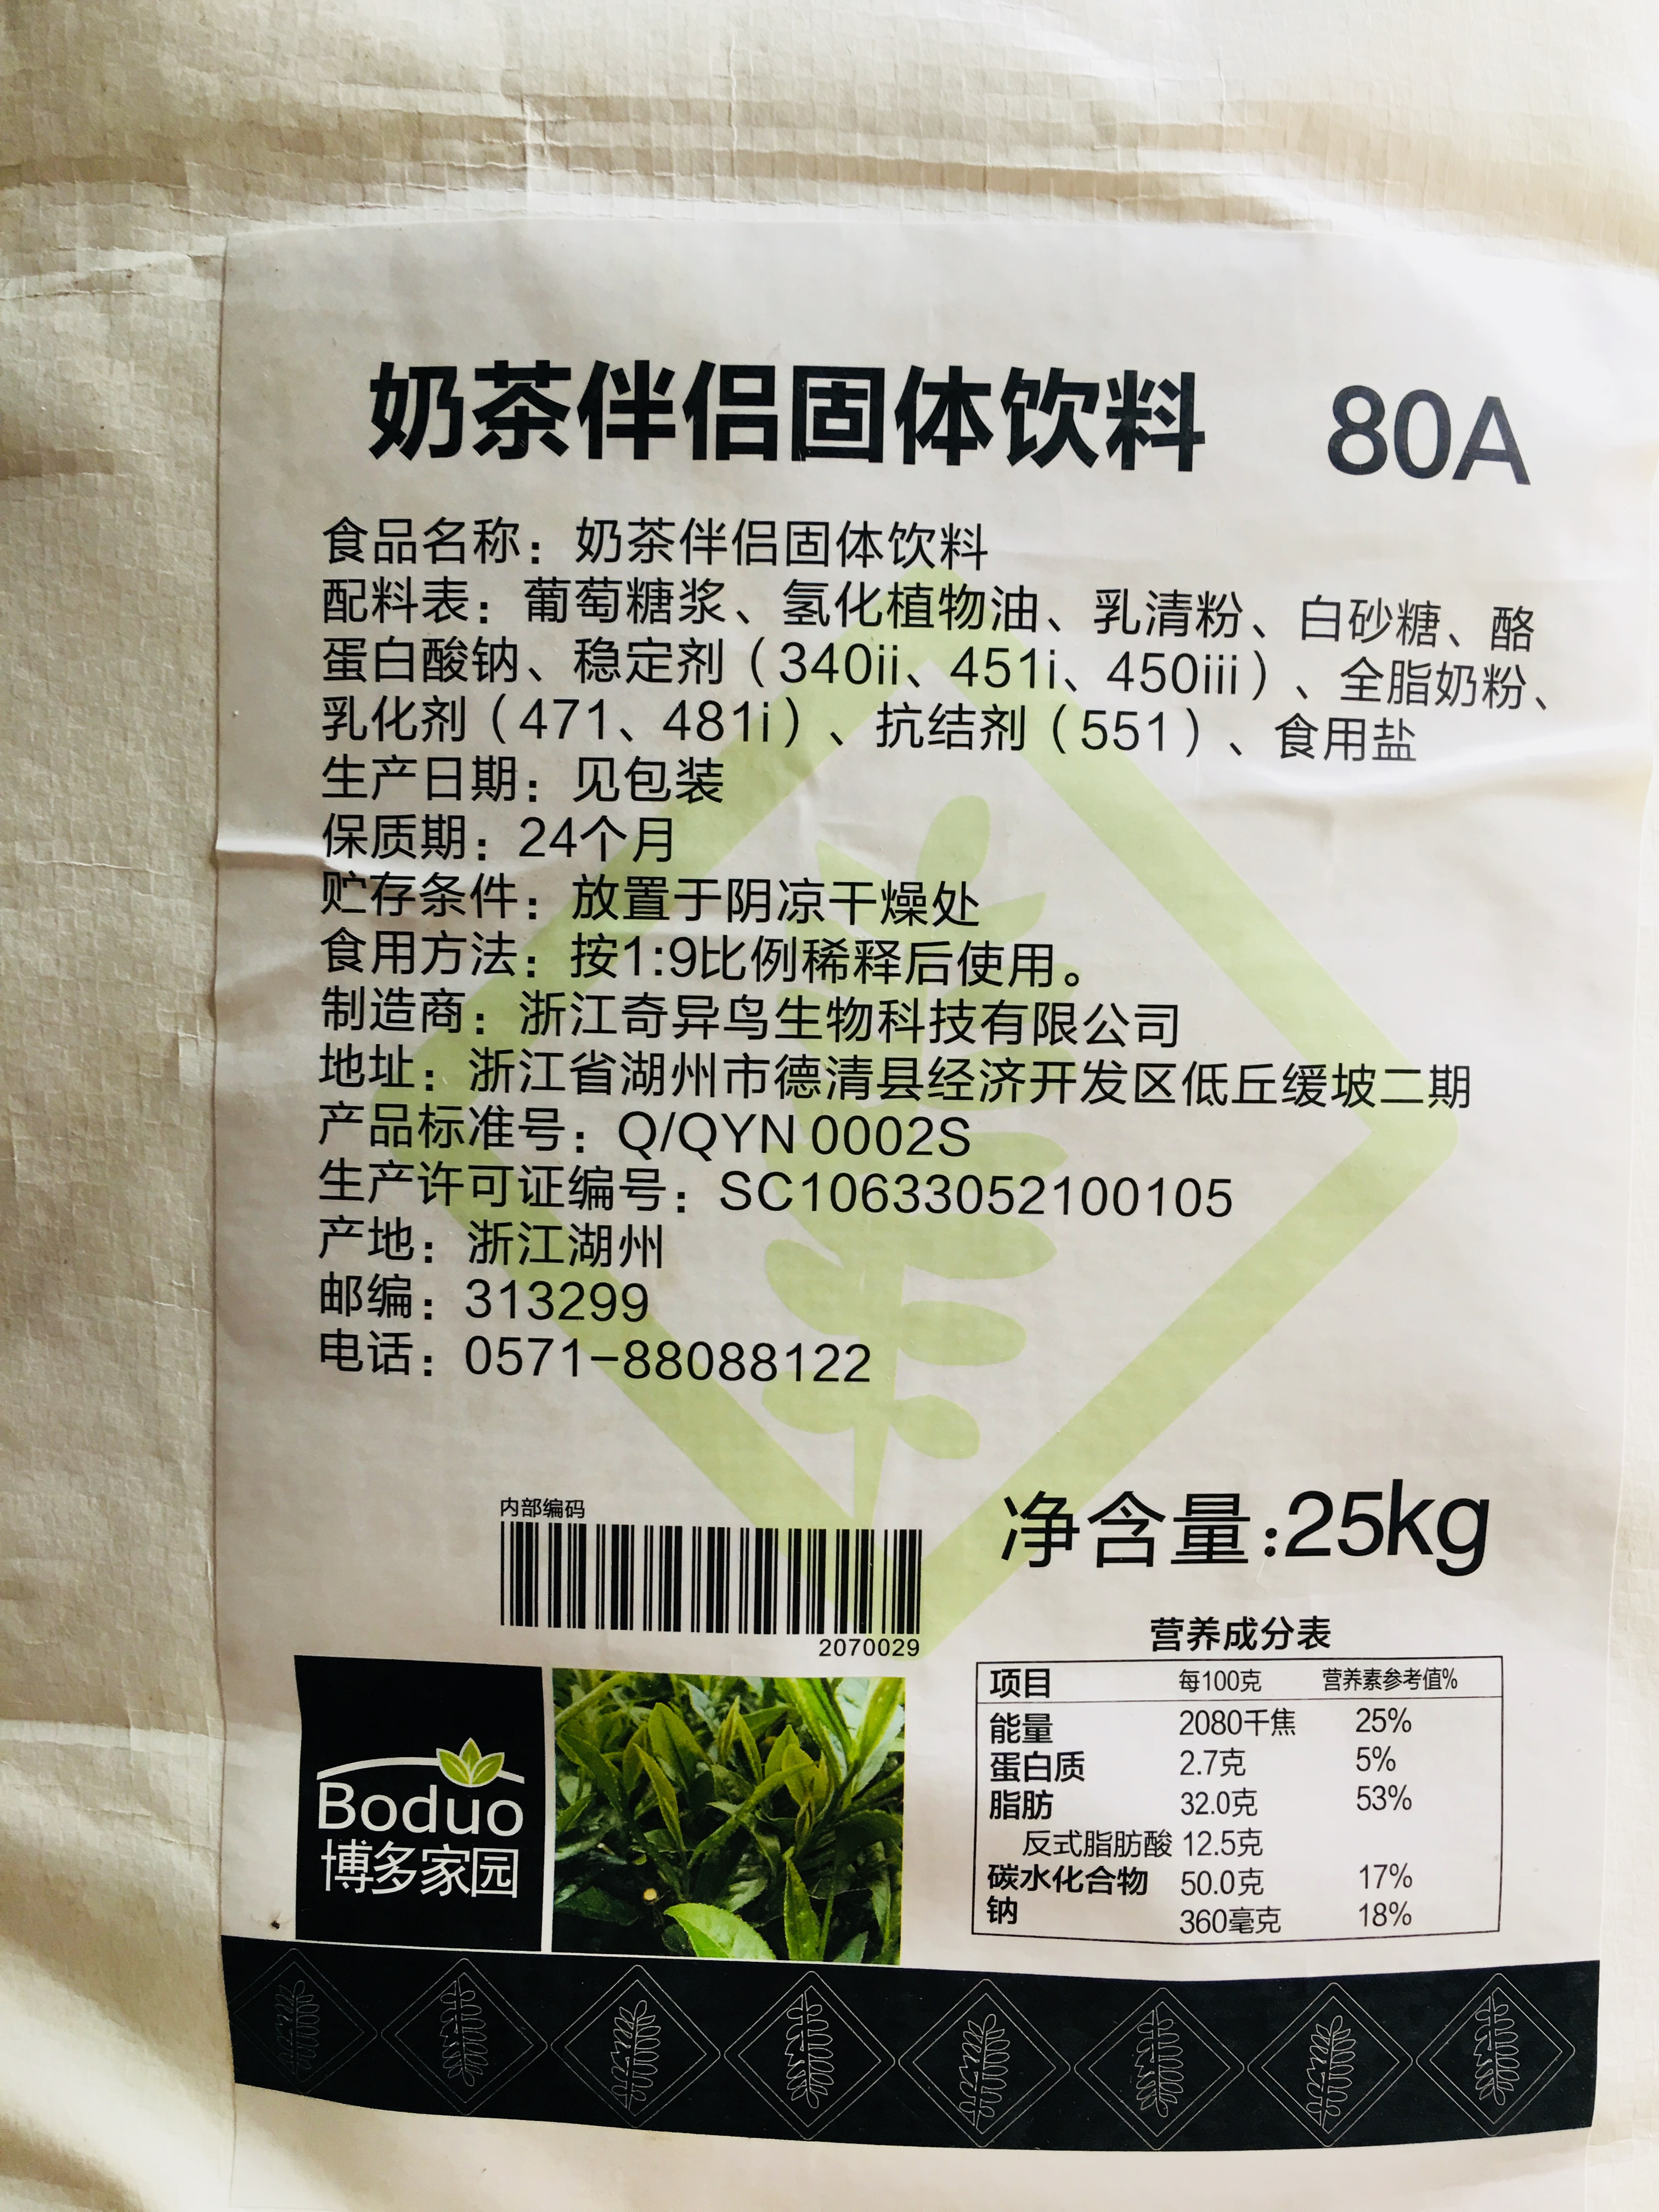 奶茶伴侣固体饮料 80A
食品名称：奶茶伴侣固体饮料
配料表：葡萄糖浆、氢化植物油、乳清粉、白砂糖、酪
蛋白酸钠、稳定剂（340ii、451i、450iii）、全脂奶粉、
乳化剂（471、481i）、抗结剂（551）、食用盐
生产日期：见包装
保质期：24个月
贮存条件：放置于阴凉干燥处
食用方法：按1:9比例稀释后使用。
制造商：浙江奇异鸟生物科技有限公司
地址：浙江省湖州市德清县经济开发区低丘缓坡二期
产品标准号：Q/QYN 0002S
生产许可证编号：SC10633052100105
产地：浙江湖州
邮编：313299
电话：0571-88088122
内部编码
2070029
净含量:25kg
营养成分表
项目 每100克 营养素参考值%
能量 2080千焦 25%
蛋白质 2.7克 5%
脂肪 32.0克 53%
反式脂肪酸 12.5克
碳水化合物 50.0克 17%
钠 360毫克 18%
Boduo
博多家园